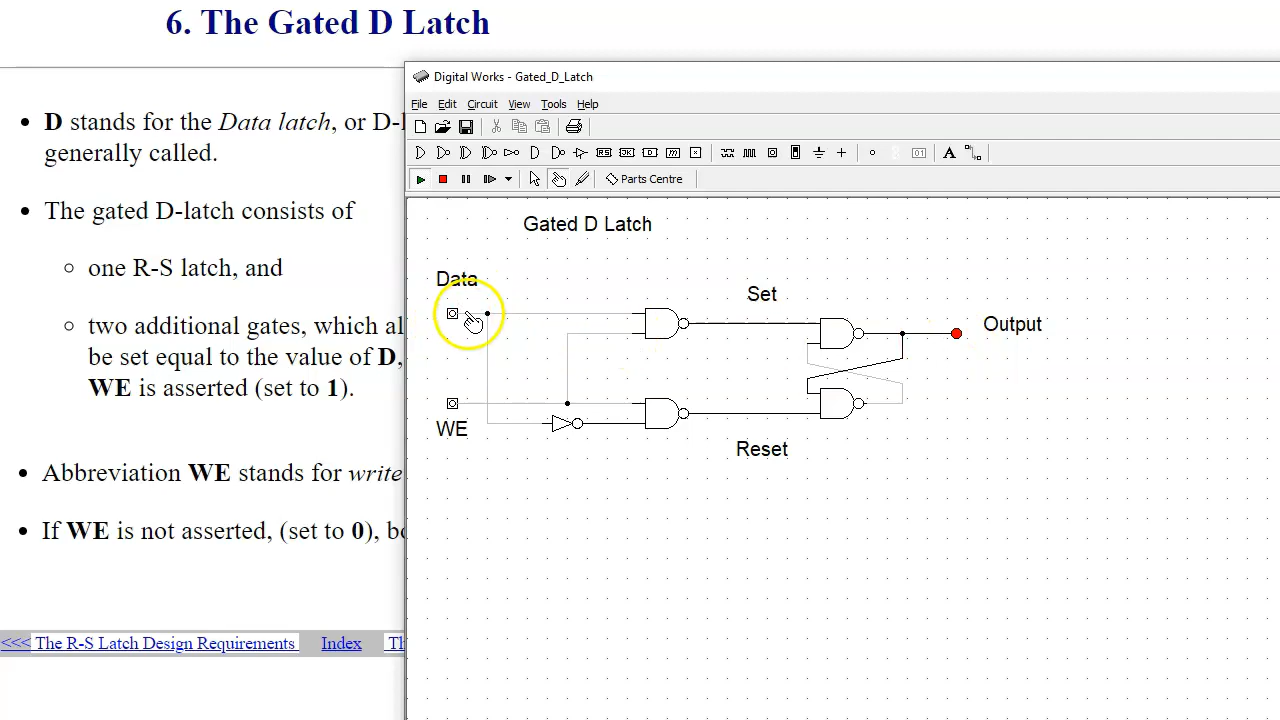 6. The Gated D Latch
D stands for the Data latch, or D-l
generally called.
The gated D-latch consists of
one R-S latch, and
two additional gates, which al
be set equal to the value of D,
WE is asserted (set to 1).
Abbreviation WE stands for write
If WE is not asserted, (set to 0), bo
<<< The R-S Latch Design Requirements Index Th
Digital Works - Gated_D_Latch
File Edit Circuit View Tools Help
RS JK D m
A
Parts Centre
Gated D Latch
Data
Set
Output
WE
Reset